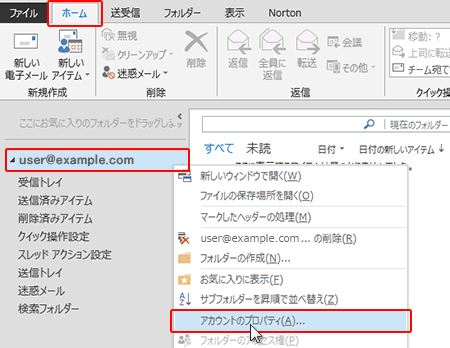 ファイル ホーム 送受信 フォルダー 表示 Norton
新しい 電子メール
新しい アイテム
無視
クリーンアップ
迷惑メール
削除
返信
全員に 返信
転送
会議
その他
移動: ?
上司に転送
チーム宛て
新規作成 削除 返信 クイック操
ここにお気に入りのフォルダーをドラッグしま
現在のフォルダー
すべて 未読 日付 日付の新しいアイテム
user@example.com
受信トレイ
送信済みアイテム
削除済みアイテム
クイック操作設定
スレッド アクション設定
送信トレイ
迷惑メール
検索フォルダー
新しいウィンドウで開く(W)
ファイルの保存場所を開く(O)
マークしたヘッダーの処理(M)
user@example.com ... の削除(R)
フォルダーの作成(N)...
お気に入りに表示(F)
サブフォルダーを昇順で並べ替え(Z)
アカウントのプロパティ(A)...
フォルダーのアクセス権(P)